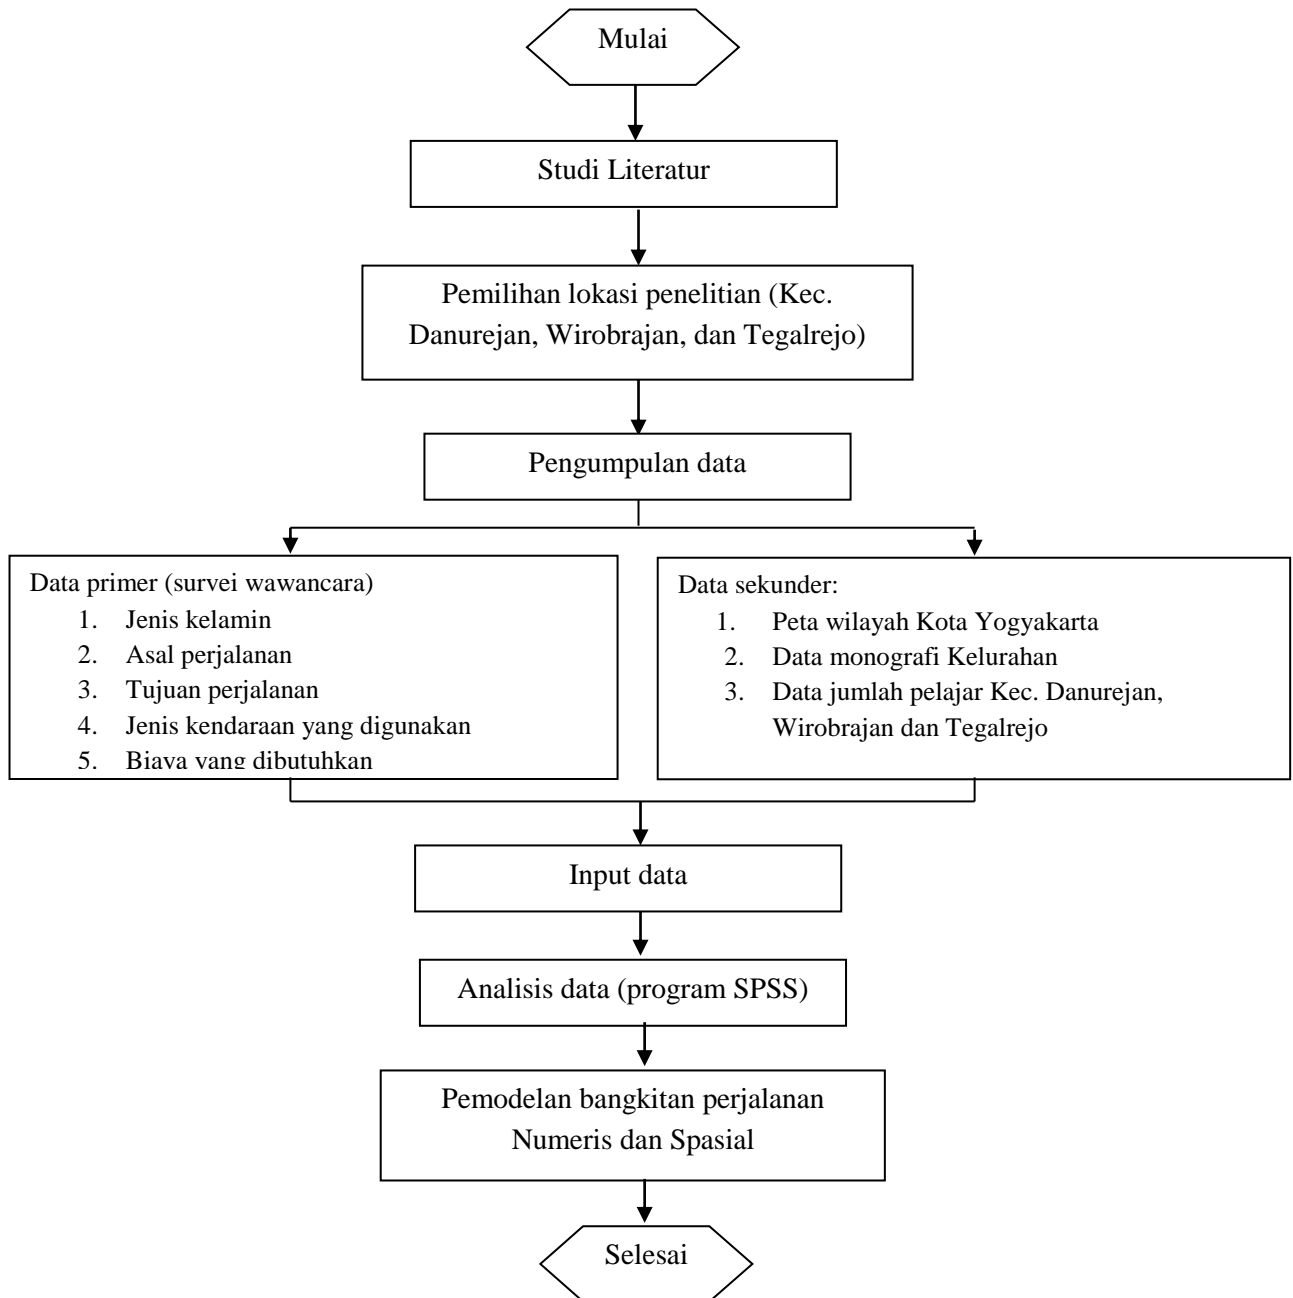 Mulai
Studi Literatur
Pemilihan lokasi penelitian (Kec.
Danurejan, Wirobrajan, dan Tegalrejo)
Pengumpulan data
Data primer (survei wawancara)
1. Jenis kelamin
2. Asal perjalanan
3. Tujuan perjalanan
4. Jenis kendaraan yang digunakan
5. Biaya yang dibutuhkan
Data sekunder:
1. Peta wilayah Kota Yogyakarta
2. Data monografi Kelurahan
3. Data jumlah pelajar Kec. Danurejan,
Wirobrajan dan Tegalrejo
Input data
Analisis data (program SPSS)
Pemodelan bangkitan perjalanan
Numeris dan Spasial
Selesai